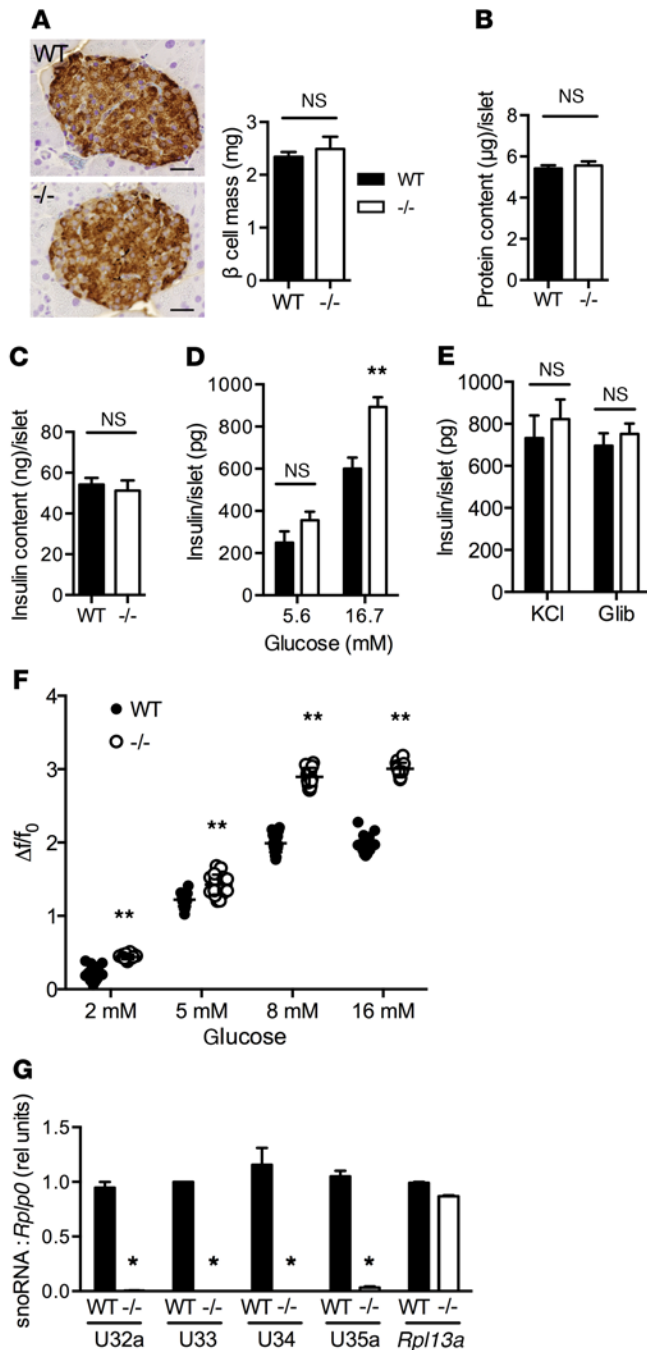 A
WT
-/-
β cell mass (mg)
3
2
1
0
NS
WT -/-
WT
-/-
B
Protein content (µg)/islet
8
6
4
2
0
NS
WT -/-
C
Insulin content (ng)/islet
80
60
40
20
0
NS
WT -/-
D
Insulin/islet (pg)
1000
800
600
400
200
0
NS
**
5.6 16.7
Glucose (mM)
E
Insulin/islet (pg)
1000
800
600
400
200
0
NS
NS
KCl Glib
F
Δf/f0
4
3
2
1
0
WT
-/-
**
**
**
**
2 mM 5 mM 8 mM 16 mM
Glucose
G
snoRNA : Rplp0 (rel units)
1.5
1.0
0.5
0.0
* * * *
WT -/- WT -/- WT -/- WT -/- WT -/-
U32a U33 U34 U35a Rpl13a